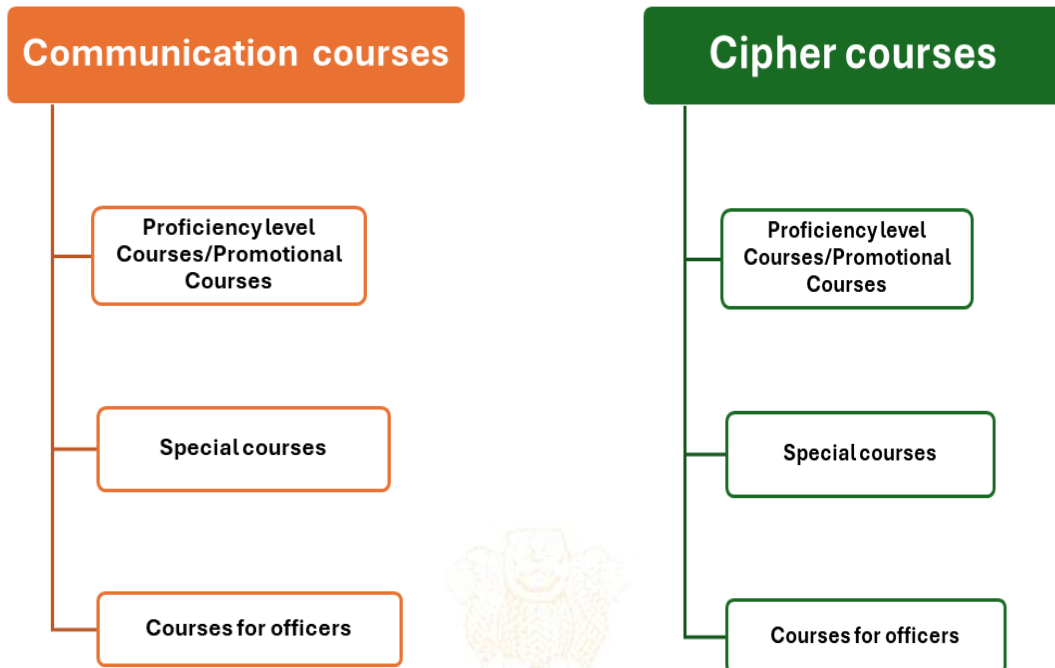 Communication courses
Proficiency level
Courses/Promotional
Courses
Special courses
Courses for officers
Cipher courses
Proficiency level
Courses/Promotional
Courses
Special courses
Courses for officers